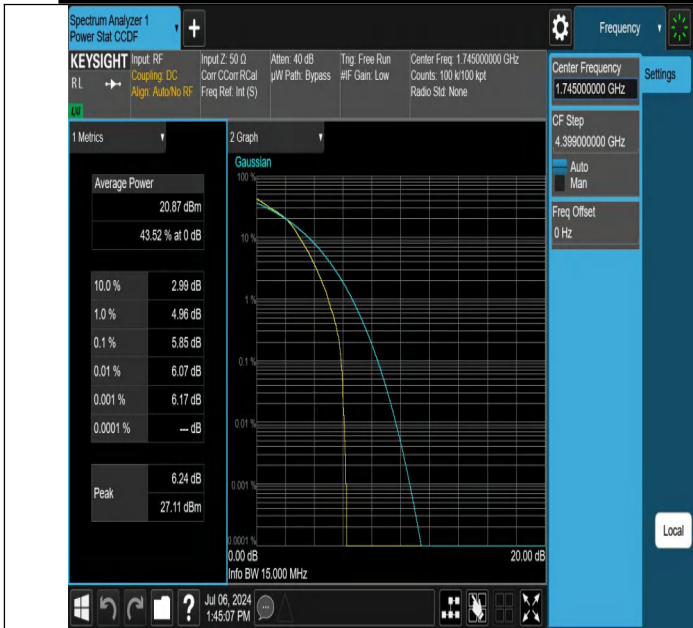 Spectrum Analyzer 1
Power Stat CCDF
+
Frequency
KEYSIGHT
RL
LXI
Input: RF
Coupling: DC
Align: Auto/No RF
Input Z: 50 Ω
Corr CCorr RCal
Freq Ref: Int (S)
Atten: 40 dB
µW Path: Bypass
Trig: Free Run
#IF Gain: Low
Center Freq: 1.745000000 GHz
Counts: 100 k/100 kpt
Radio Std: None
Center Frequency
1.745000000 GHz
Settings
CF Step
4.399000000 GHz
Auto
Man
Freq Offset
0 Hz
Local
1 Metrics
Average Power
20.87 dBm
43.52 % at 0 dB
10.0 % 2.99 dB
1.0 % 4.96 dB
0.1 % 5.85 dB
0.01 % 6.07 dB
0.001 % 6.17 dB
0.0001 % --- dB
Peak
6.24 dB
27.11 dBm
2 Graph
Gaussian
100 %
10 %
1 %
0.1 %
0.01 %
0.001 %
0.0001 %
0.00 dB 20.00 dB
Info BW 15.000 MHz
?
Jul 06, 2024
1:45:07 PM